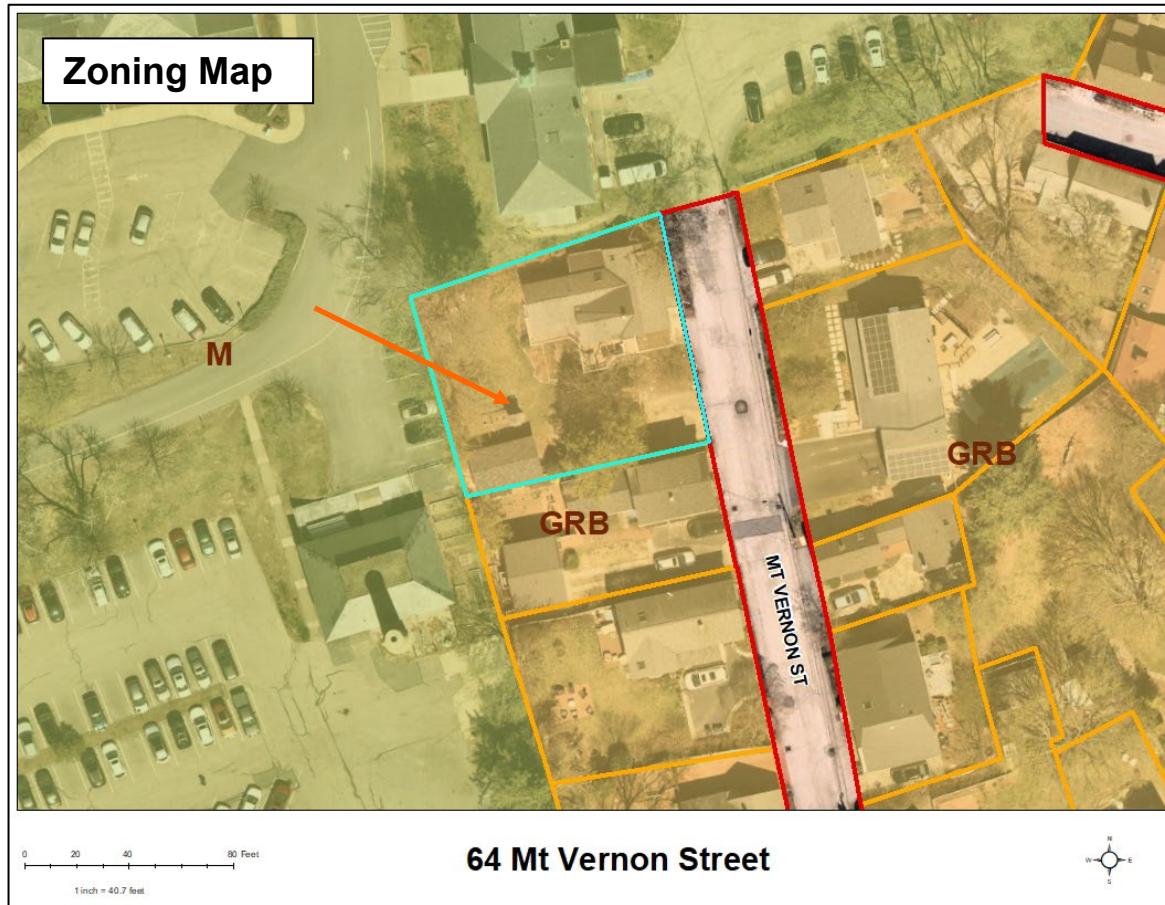 Zoning Map
M
GRB
GRB
MT VERNON ST
0 20 40 80 Feet
1 inch = 40.7 feet
64 Mt Vernon Street
N
W E
S